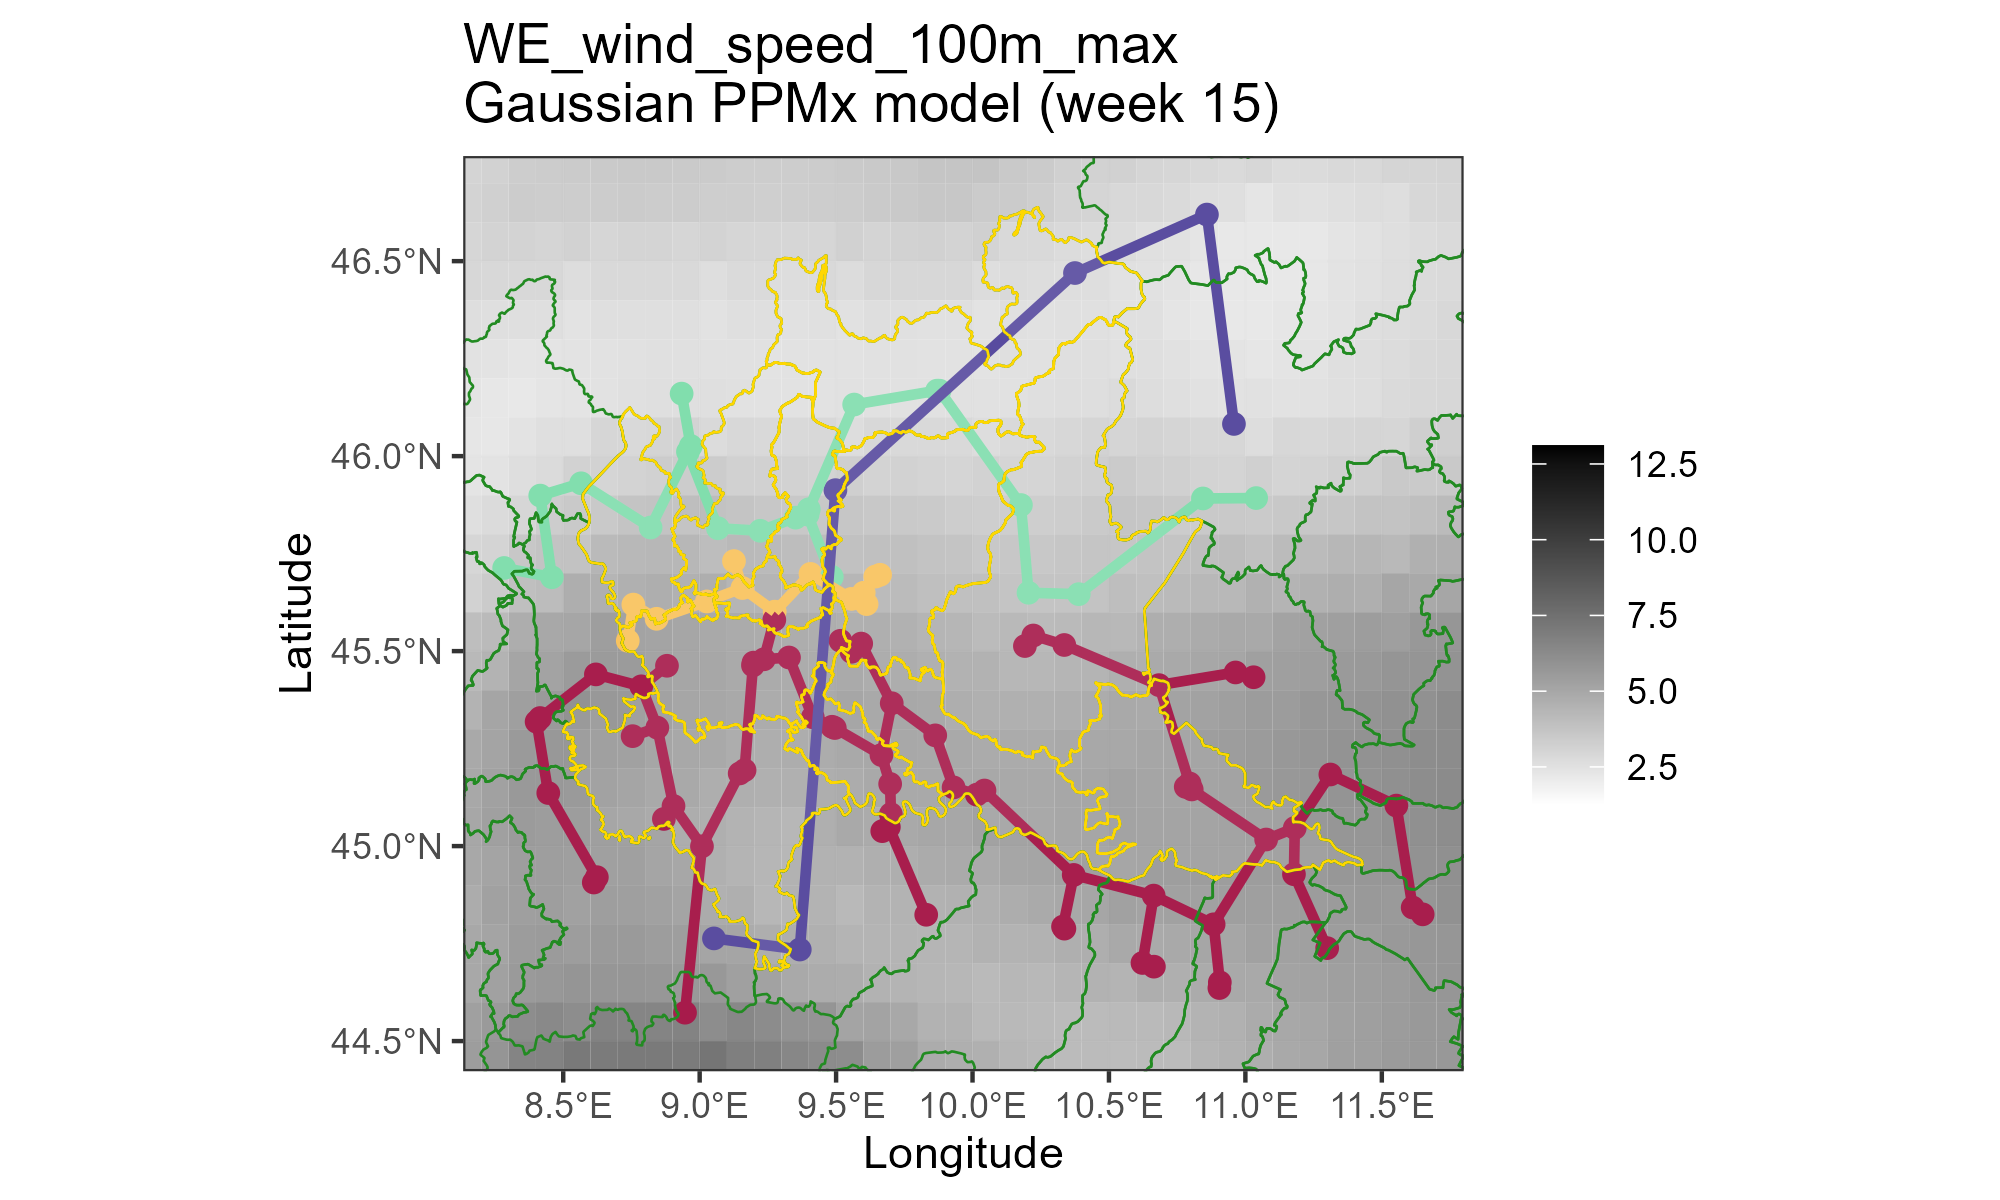 WE_wind_speed_100m_max
Gaussian PPMx model (week 15)
46.5°N
46.0°N
45.5°N
45.0°N
44.5°N
Latitude
8.5°E
9.0°E
9.5°E
10.0°E
10.5°E
11.0°E
11.5°E
Longitude
12.5
10.0
7.5
5.0
2.5